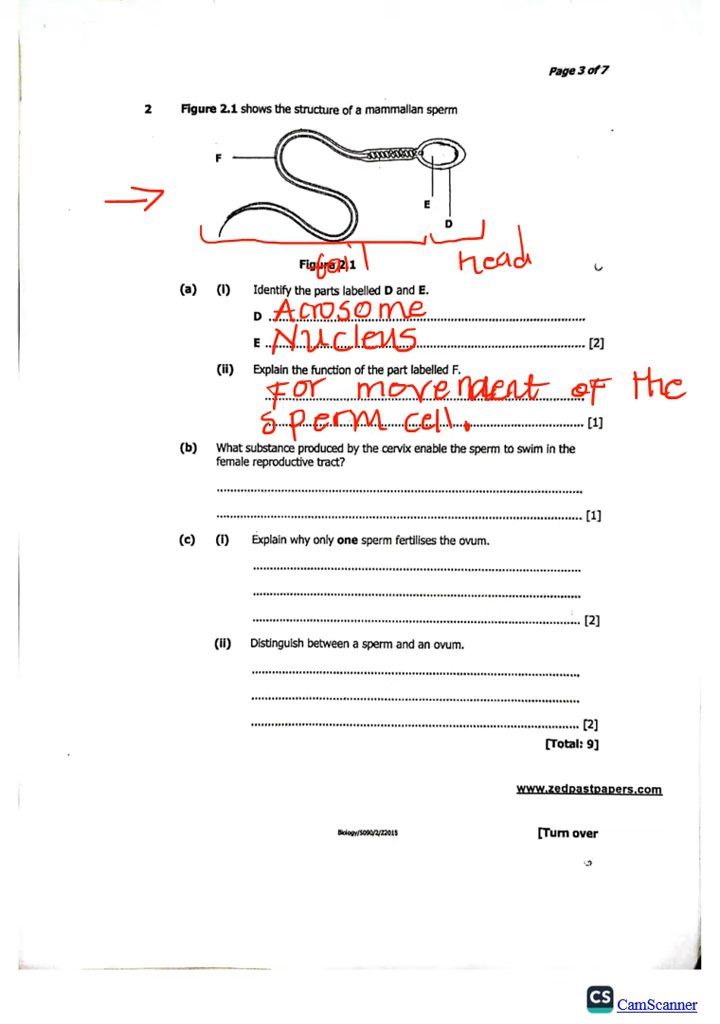 Page 3 of 7
2 Figure 2.1 shows the structure of a mammalian sperm
F
E
D
tail
head
Figure 2.1
(a) (i) Identify the parts labelled D and E.
D Acrosome
E Nucleus [2]
(ii) Explain the function of the part labelled F.
For movement of the
sperm cell. [1]
(b) What substance produced by the cervix enable the sperm to swim in the
female reproductive tract?
[1]
(c) (i) Explain why only one sperm fertilises the ovum.
[2]
(ii) Distinguish between a sperm and an ovum.
[2]
[Total: 9]
www.zedpastpapers.com
Biology/5090/2/Z2015
[Turn over
CS CamScanner